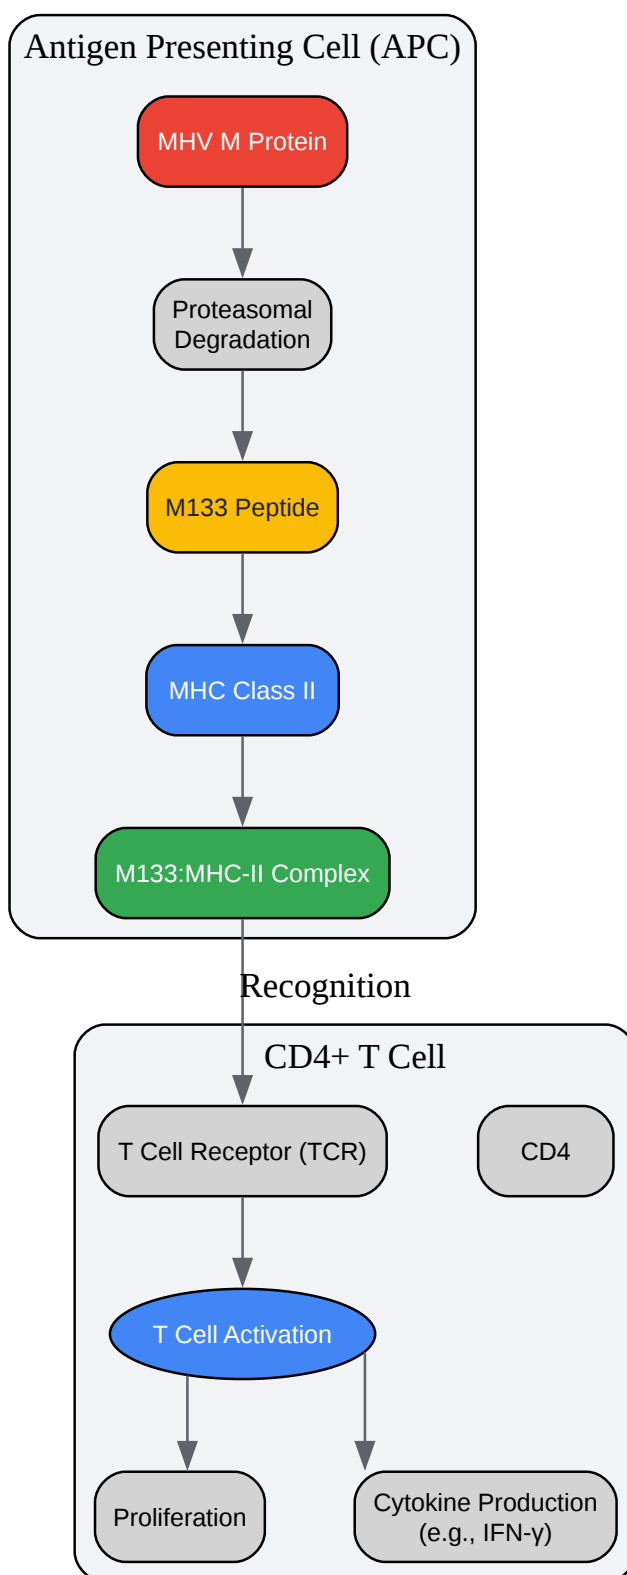 Antigen Presenting Cell (APC)
MHV M Protein
Proteasomal
Degradation
M133 Peptide
MHC Class II
M133:MHC-II Complex
Recognition
CD4+ T Cell
T Cell Receptor (TCR)
CD4
T Cell Activation
Proliferation
Cytokine Production
(e.g., IFN-γ)